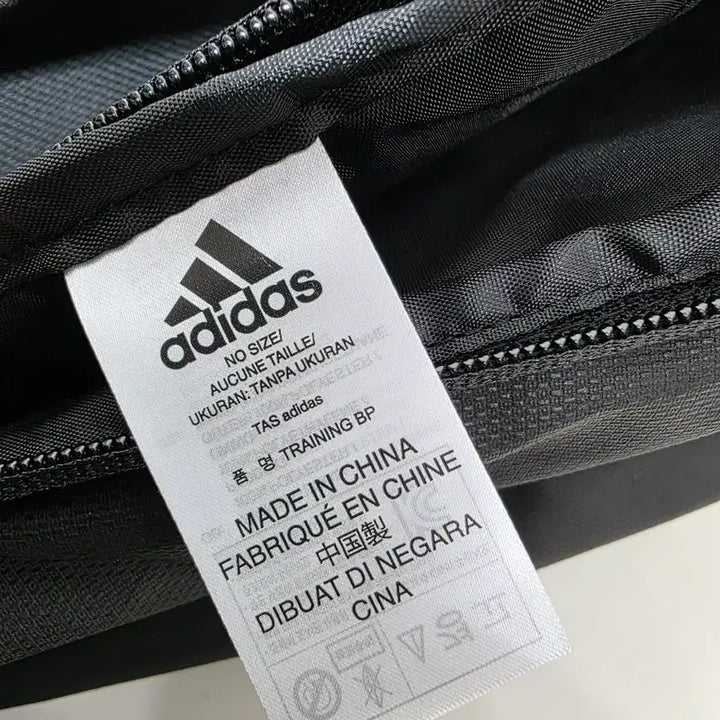 adidas
NO SIZE/
AUCUNE TAILLE/
UKURAN: TANPA UKURAN
TAS adidas
품 명 TRAINING BP
MADE IN CHINA
FABRIQUÉ EN CHINE
中国製
DIBUAT DI NEGARA
CINA